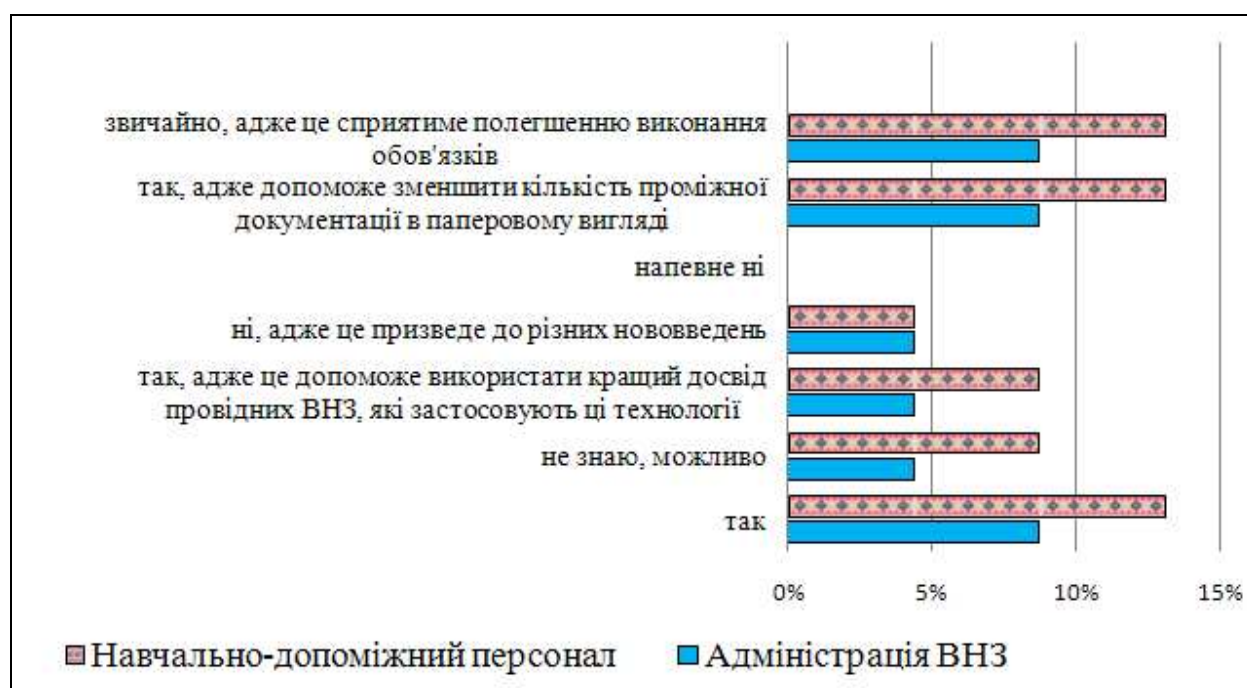 звичайно, адже це сприятиме полегшенню виконання
обов'язків
так, адже допоможе зменшити кількість проміжної
документації в паперовому вигляді
напевне ні
ні, адже це призведе до різних нововведень
так, адже це допоможе використати кращий досвід
провідних ВНЗ, які застосовують ці технології
не знаю, можливо
так
0% 5% 10% 15%
Навчально-допоміжний персонал Адміністрація ВНЗ